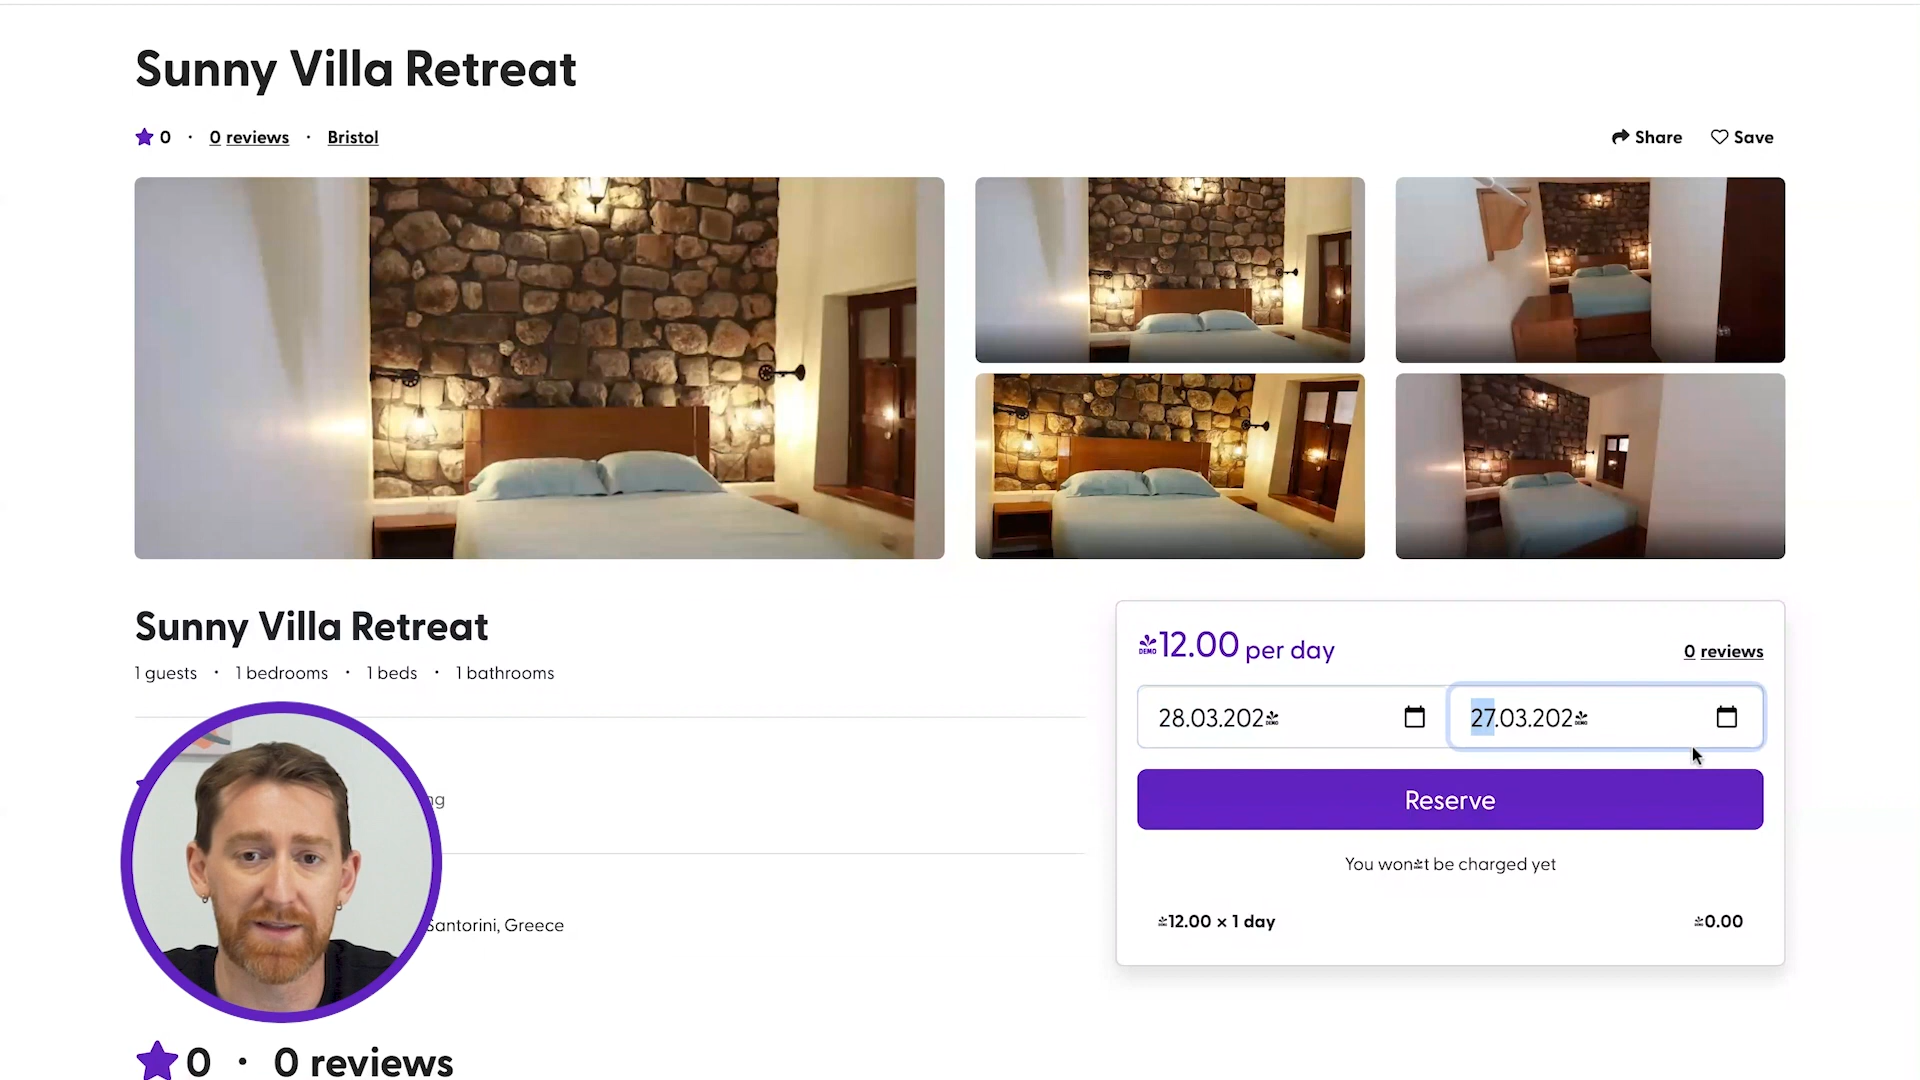 Sunny Villa Retreat
0 · 0 reviews · Bristol
Share
Save
Sunny Villa Retreat
1 guests · 1 bedrooms · 1 beds · 1 bathrooms
ng
Santorini, Greece
0 · 0 reviews
12.00 per day
0 reviews
28.03.202
27.03.202
Reserve
You won t be charged yet
12.00 × 1 day
0.00